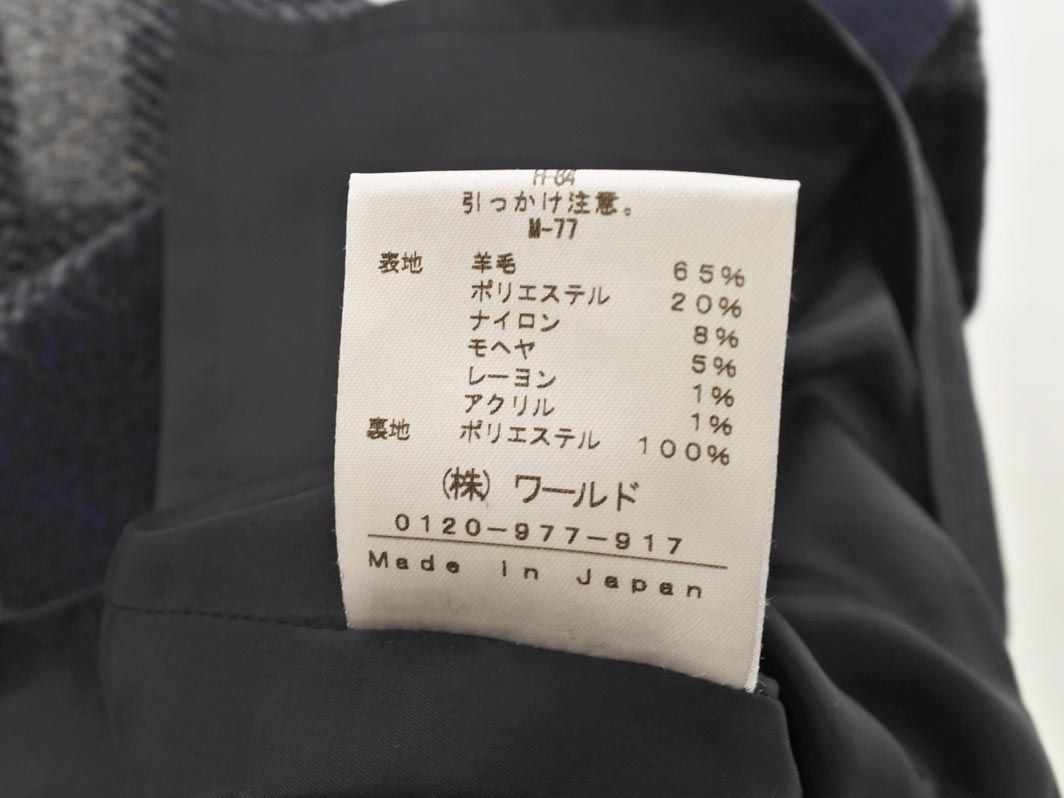 引っかけ注意。
M-77
表地 羊毛 65%
ポリエステル 20%
ナイロン 8%
モヘヤ 5%
レーヨン 1%
アクリル 1%
裏地 ポリエステル 100%
(株) ワールド
0120-977-917
Made in Japan